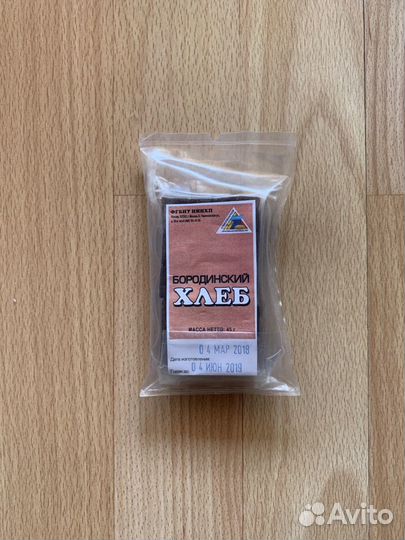 ФГБНУ НИИХП
БОРОДИНСКИЙ
ХЛЕБ
МАССА НЕТТО: 45 г
04 МАР 2018
Дата изготовления
04 ИЮН 2019
Avito